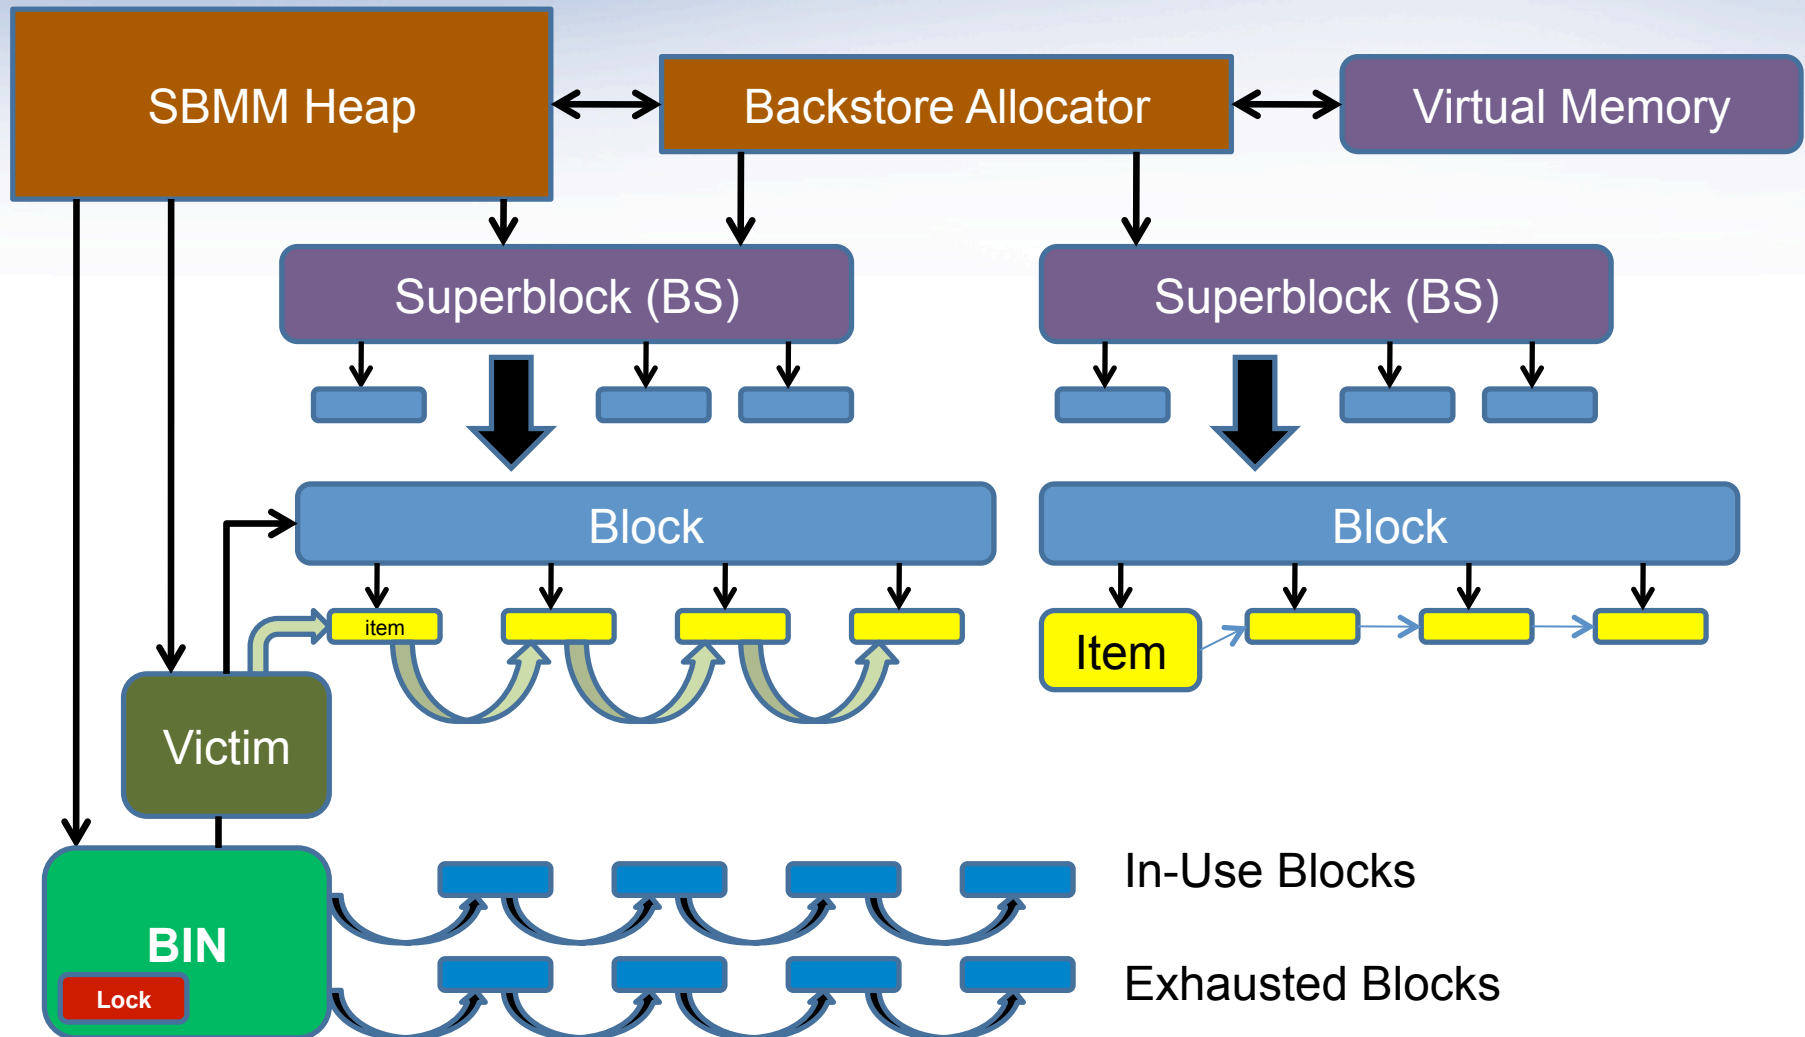 SBMM Heap
Backstore Allocator
Virtual Memory
Superblock (BS)
Superblock (BS)
Block
Block
item
Item
Victim
In-Use Blocks
BIN
Lock
Exhausted Blocks